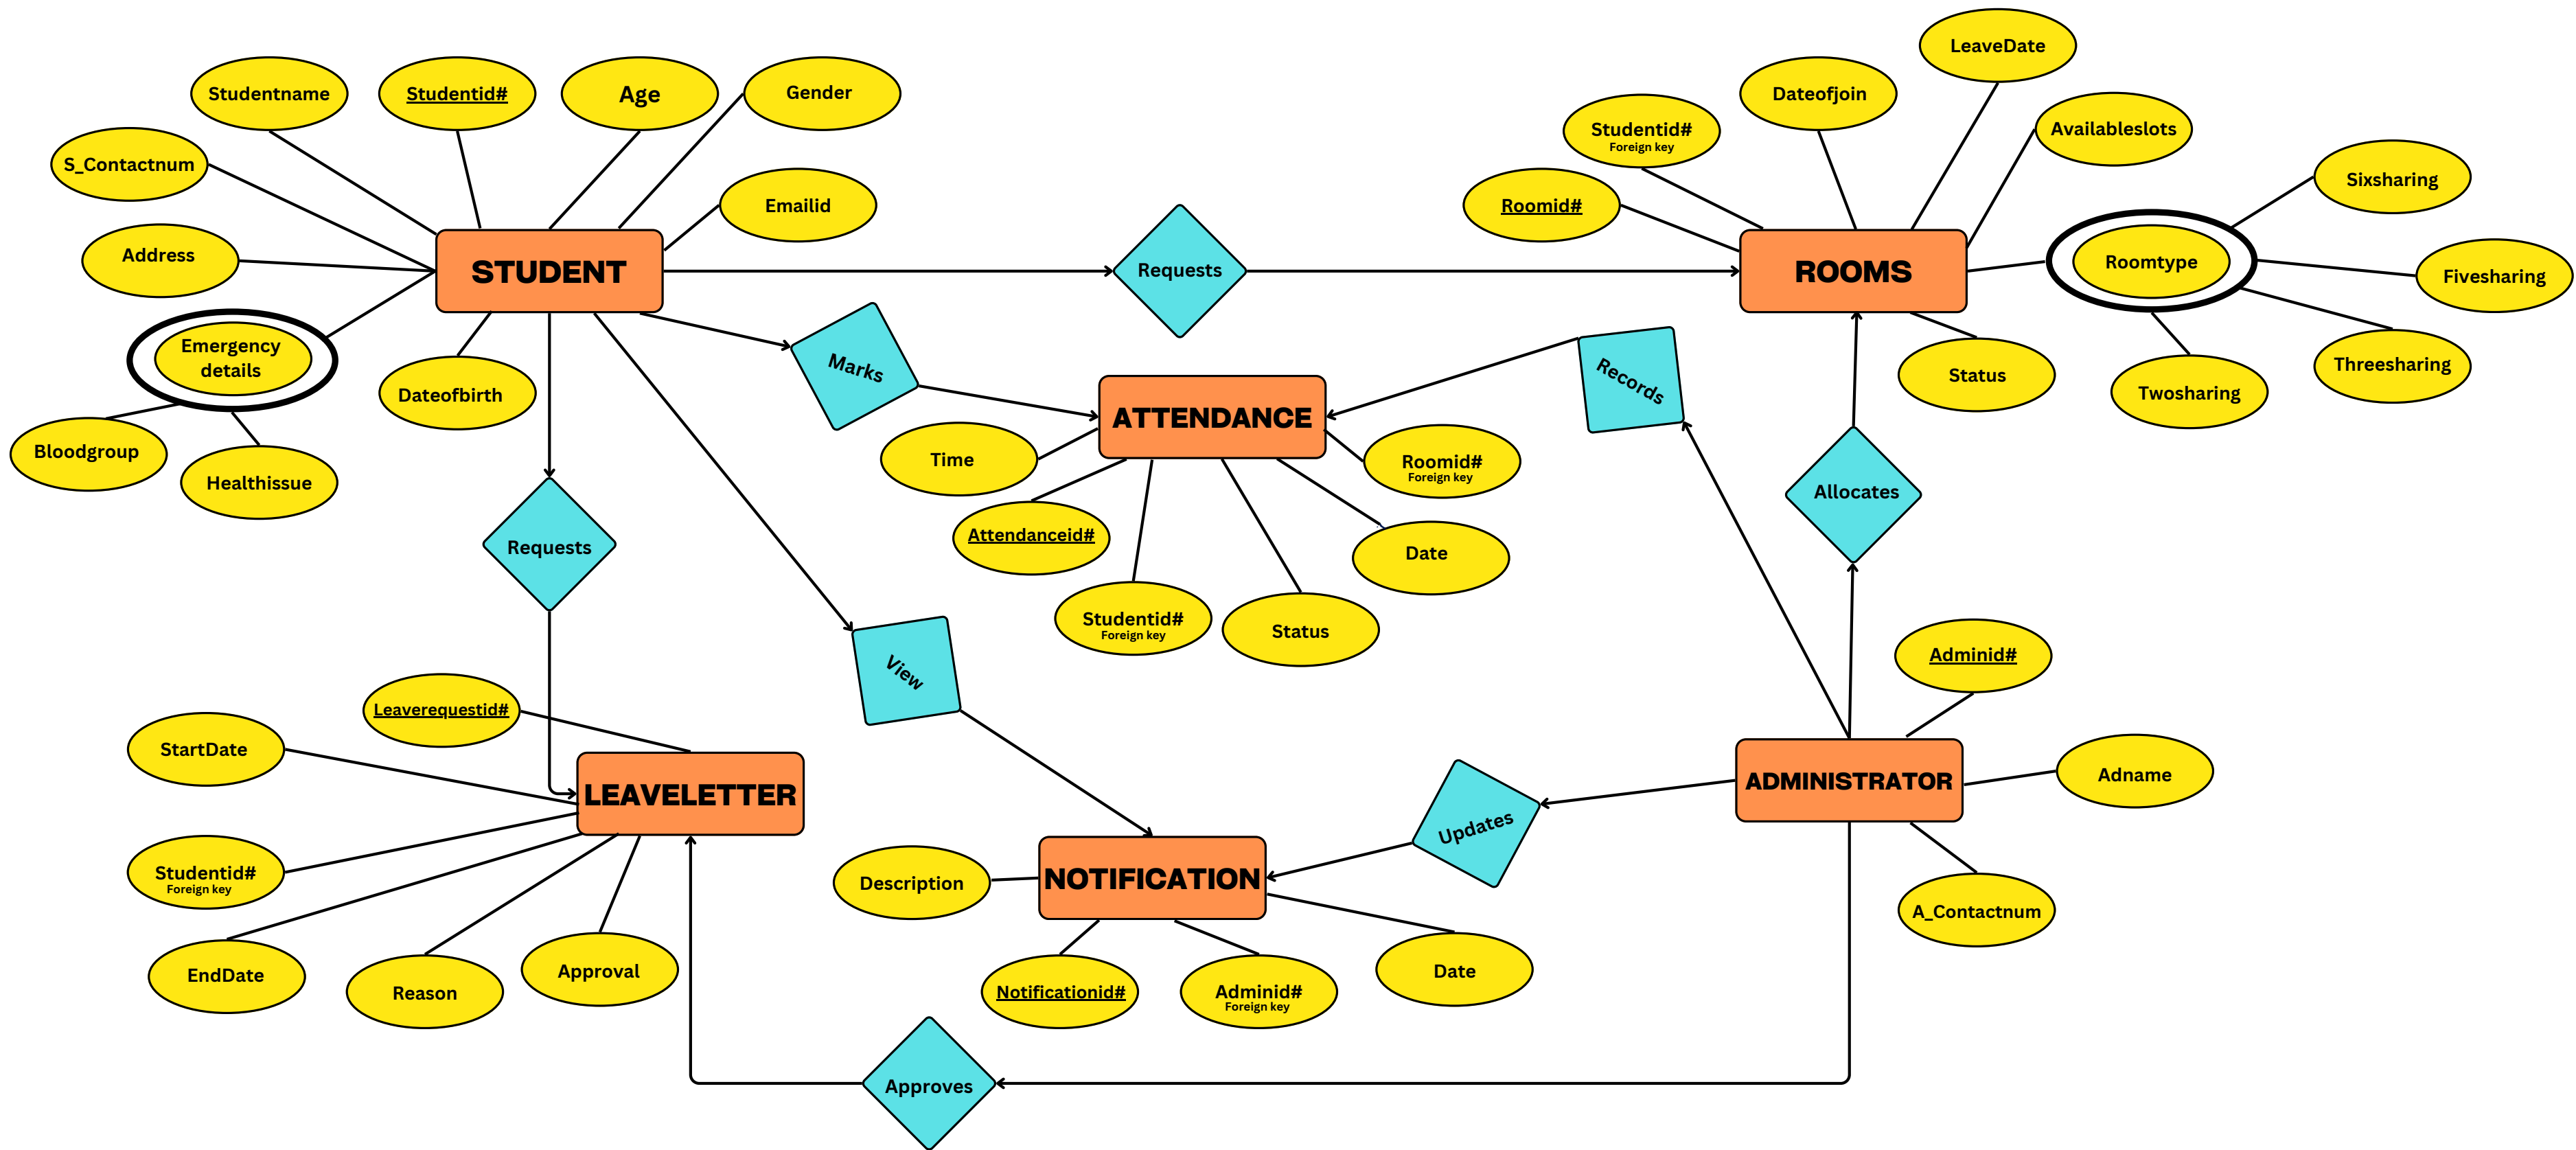 LeaveDate
Studentname
Studentid#
Age
Gender
Dateofjoin
Studentid#
Foreign key
Availableslots
S_Contactnum
Sixsharing
Emailid
Roomid#
Address
STUDENT
Requests
ROOMS
Roomtype
Fivesharing
Emergency
details
Marks
Records
Status
Threesharing
Twosharing
Dateofbirth
ATTENDANCE
Bloodgroup
Healthissue
Time
Roomid#
Foreign key
Allocates
Requests
Attendanceid#
Date
Studentid#
Foreign key
Status
View
Adminid#
Leaverequestid#
StartDate
LEAVELETTER
ADMINISTRATOR
Adname
Updates
Studentid#
Foreign key
Description
NOTIFICATION
A_Contactnum
EndDate
Reason
Approval
Notificationid#
Adminid#
Foreign key
Date
Approves